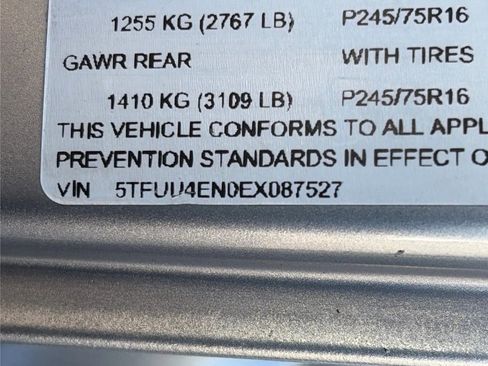 1255 KG (2767 LB) P245/75R16
GAWR REAR WITH TIRES
1410 KG (3109 LB) P245/75R16
THIS VEHICLE CONFORMS TO ALL APPL
PREVENTION STANDARDS IN EFFECT O
VIN 5TFUU4EN0EX087527